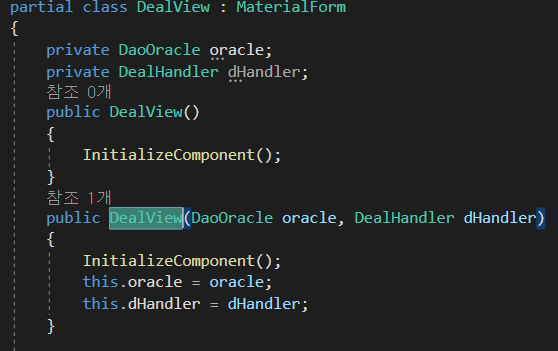 partial class DealView : MaterialForm
{
private DaoOracle oracle;
private DealHandler dHandler;
참조 0개
public DealView()
{
InitializeComponent();
}
참조 1개
public DealView(DaoOracle oracle, DealHandler dHandler)
{
InitializeComponent();
this.oracle = oracle;
this.dHandler = dHandler;
}